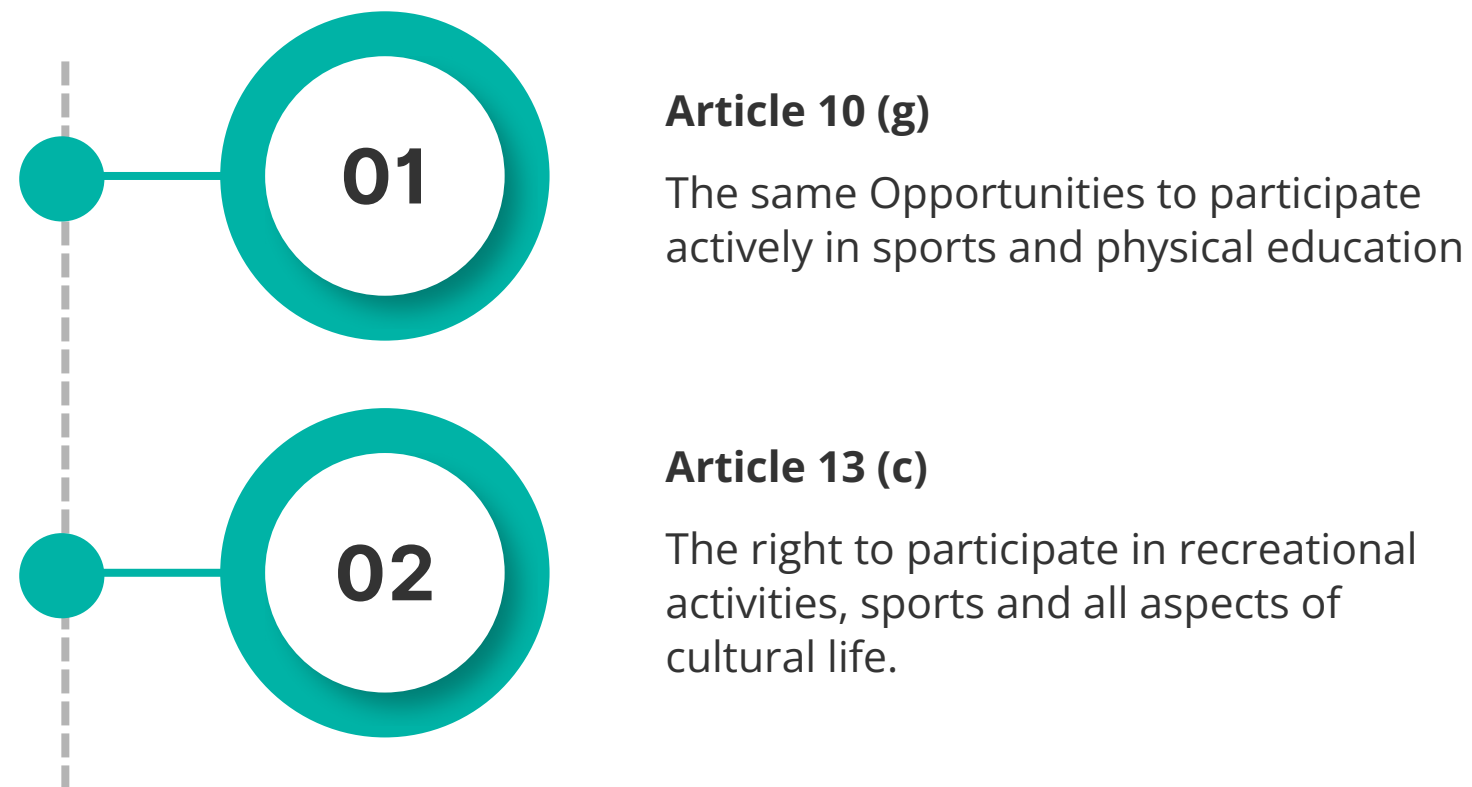 01
Article 10 (g)
The same Opportunities to participate
actively in sports and physical education
02
Article 13 (c)
The right to participate in recreational
activities, sports and all aspects of
cultural life.